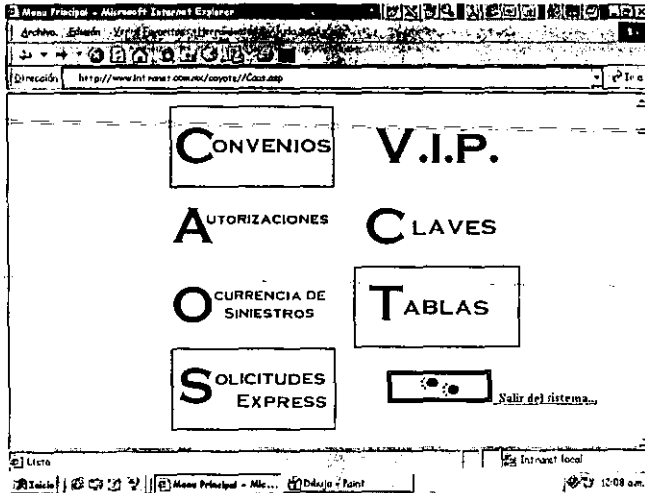 Menu Principal - Microsoft Internet Explorer
Archivo Edición
Dirección http://www.intranet.com.mx/coyote//Caus.asp Ir a
CONVENIOS V.I.P.
AUTORIZACIONES CLAVES
OCURRENCIA DE SINIESTROS TABLAS
SOLICITUDES EXPRESS
Salir del sistema...
Listo Intranet local
Inicio Menu Principal - Mic... Dibujo - Paint 12:08 a.m.